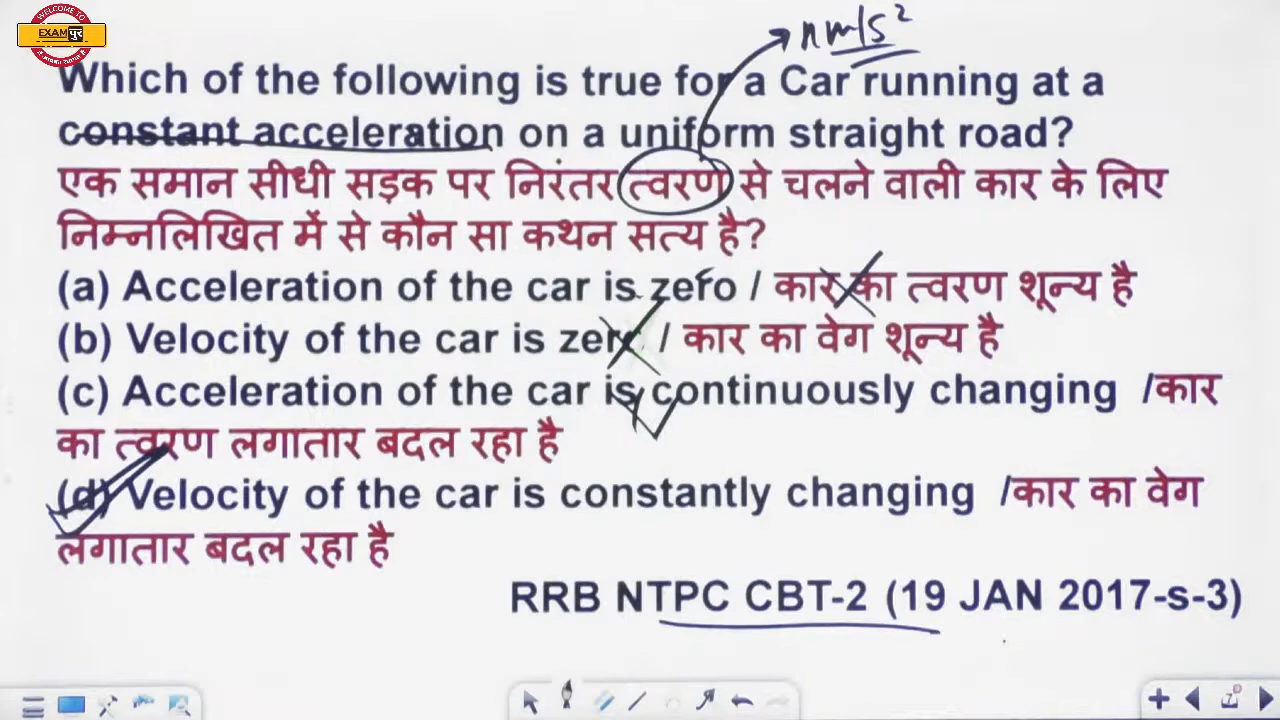 WELCOME TO
EXAMपुर
n m/s²
Which of the following is true for a Car running at a
constant acceleration on a uniform straight road?
एक समान सीधी सड़क पर निरंतर त्वरण से चलने वाली कार के लिए
निम्नलिखित में से कौन सा कथन सत्य है?
(a) Acceleration of the car is zero / कार का त्वरण शून्य है
(b) Velocity of the car is zero / कार का वेग शून्य है
(c) Acceleration of the car is continuously changing /कार
का त्वरण लगातार बदल रहा है
(d) Velocity of the car is constantly changing /कार का वेग
लगातार बदल रहा है
RRB NTPC CBT-2 (19 JAN 2017-s-3)